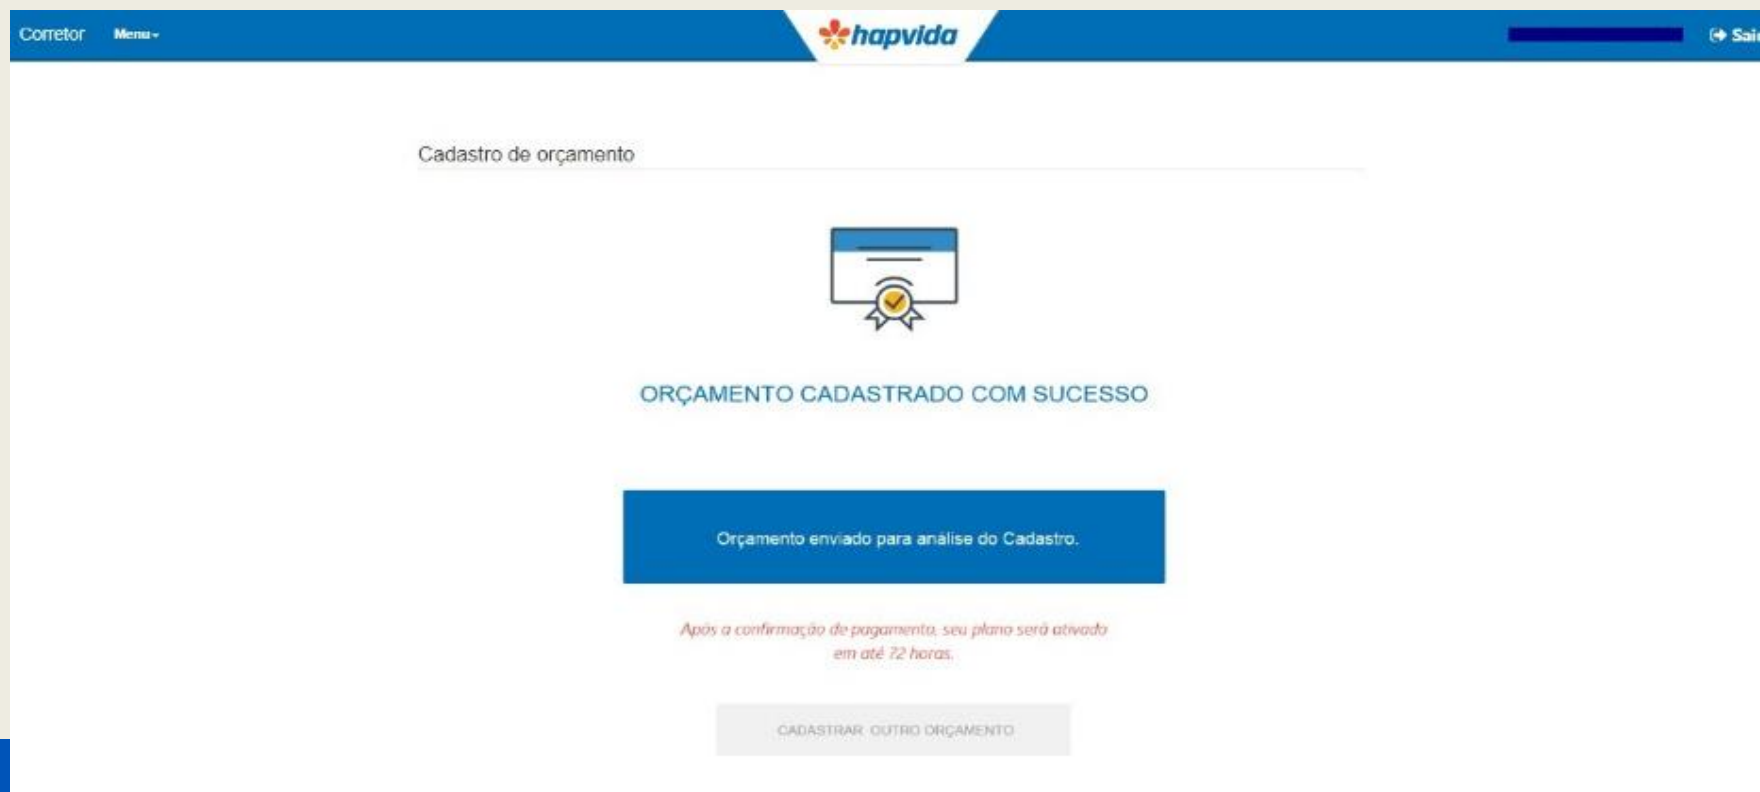 Corretor Menu hapvida Sair
Cadastro de orçamento
ORÇAMENTO CADASTRADO COM SUCESSO
Orçamento enviado para análise do Cadastro.
Após a confirmação de pagamento, seu plano será ativado
em até 72 horas.
CADASTRAR OUTRO ORÇAMENTO